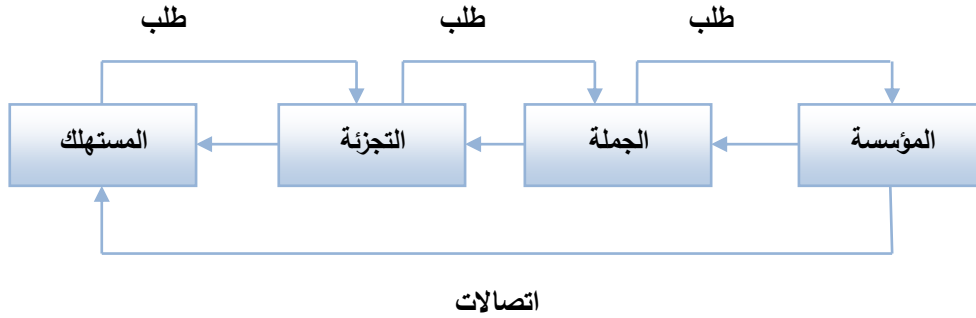 طلب
طلب
طلب
المؤسسة
الجملة
التجزئة
المستهلك
اتصالات